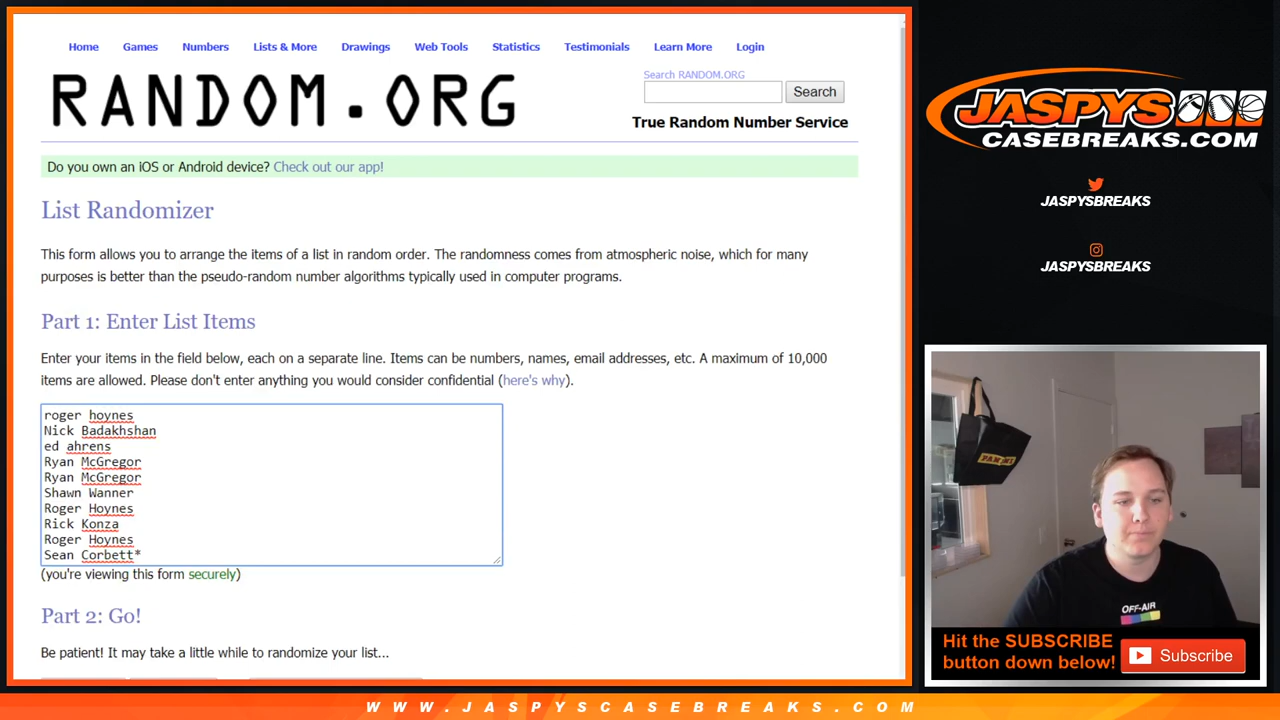 Home Games Numbers Lists & More Drawings Web Tools Statistics Testimonials Learn More Login
RANDOM.ORG
Search RANDOM.ORG
Search
True Random Number Service
Do you own an iOS or Android device? Check out our app!
List Randomizer
This form allows you to arrange the items of a list in random order. The randomness comes from atmospheric noise, which for many
purposes is better than the pseudo-random number algorithms typically used in computer programs.
Part 1: Enter List Items
Enter your items in the field below, each on a separate line. Items can be numbers, names, email addresses, etc. A maximum of 10,000
items are allowed. Please don't enter anything you would consider confidential (here's why).
roger hoynes
Nick Badakhshan
ed ahrens
Ryan McGregor
Ryan McGregor
Shawn Wanner
Roger Hoynes
Rick Konza
Roger Hoynes
Sean Corbett*
(you're viewing this form securely)
Part 2: Go!
Be patient! It may take a little while to randomize your list...
JASPYS
CASEBREAKS.COM
JASPYSBREAKS
JASPYSBREAKS
PANINI
OFF-AIR
Hit the SUBSCRIBE
button down below!
Subscribe
WWW.JASPYSCASEBREAKS.COM